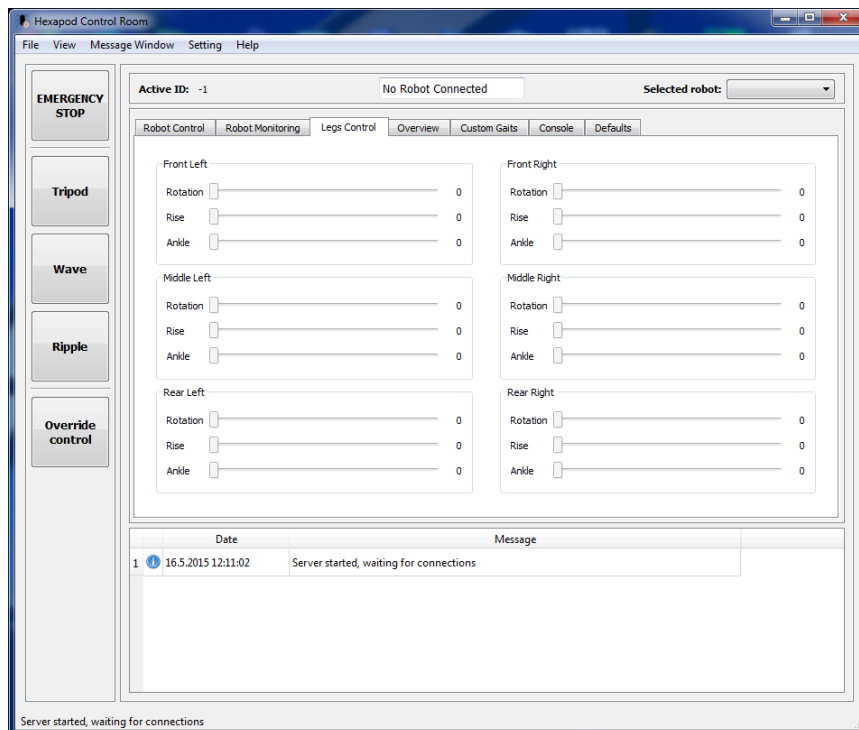 Hexapod Control Room
File View Message Window Setting Help
EMERGENCY
STOP
Tripod
Wave
Ripple
Override
control
Active ID: -1
No Robot Connected
Selected robot:
Robot Control Robot Monitoring Legs Control Overview Custom Gaits Console Defaults
Front Left
Rotation 0
Rise 0
Ankle 0
Front Right
Rotation 0
Rise 0
Ankle 0
Middle Left
Rotation 0
Rise 0
Ankle 0
Middle Right
Rotation 0
Rise 0
Ankle 0
Rear Left
Rotation 0
Rise 0
Ankle 0
Rear Right
Rotation 0
Rise 0
Ankle 0
Date Message
1 16.5.2015 12:11:02 Server started, waiting for connections
Server started, waiting for connections